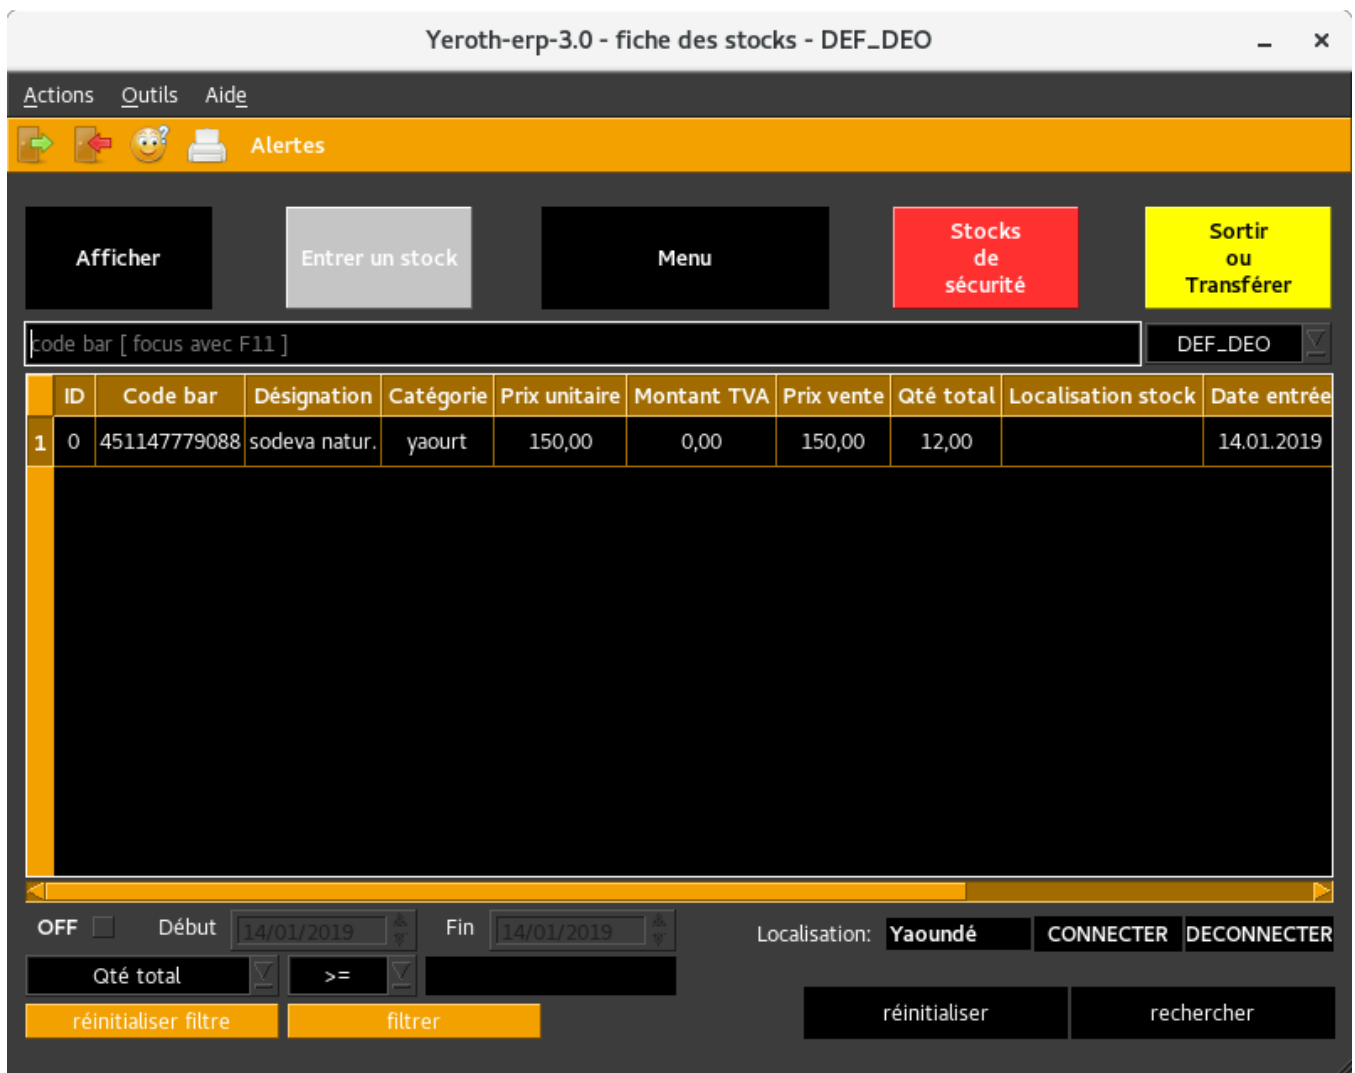 Yeroth-erp-3.0 - fiche des stocks - DEF_DEO
Actions Outils Aide
Alertes
Afficher
Entrer un stock
Menu
Stocks
de
sécurité
Sortir
ou
Transférer
code bar [ focus avec F11 ]
DEF_DEO
ID Code bar Désignation Catégorie Prix unitaire Montant TVA Prix vente Qté total Localisation stock Date entrée
1 0 451147779088 sodeva natur. yaourt 150,00 0,00 150,00 12,00 14.01.2019
OFF Début 14/01/2019 Fin 14/01/2019 Localisation: Yaoundé CONNECTER DECONNECTER
Qté total >=
réinitialiser filtre filtrer
réinitialiser rechercher